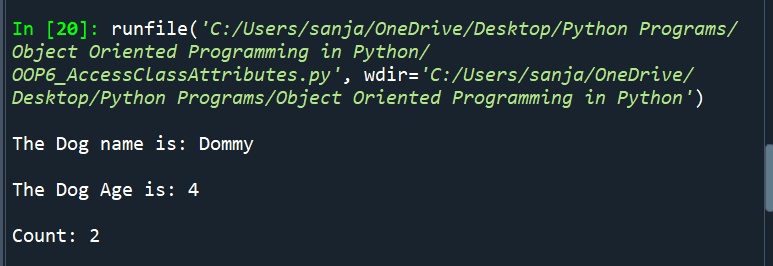 In [20]: runfile('C:/Users/sanja/OneDrive/Desktop/Python Programs/
Object Oriented Programming in Python/
OOP6_AccessClassAttributes.py', wdir='C:/Users/sanja/OneDrive/
Desktop/Python Programs/Object Oriented Programming in Python')
The Dog name is: Dommy
The Dog Age is: 4
Count: 2